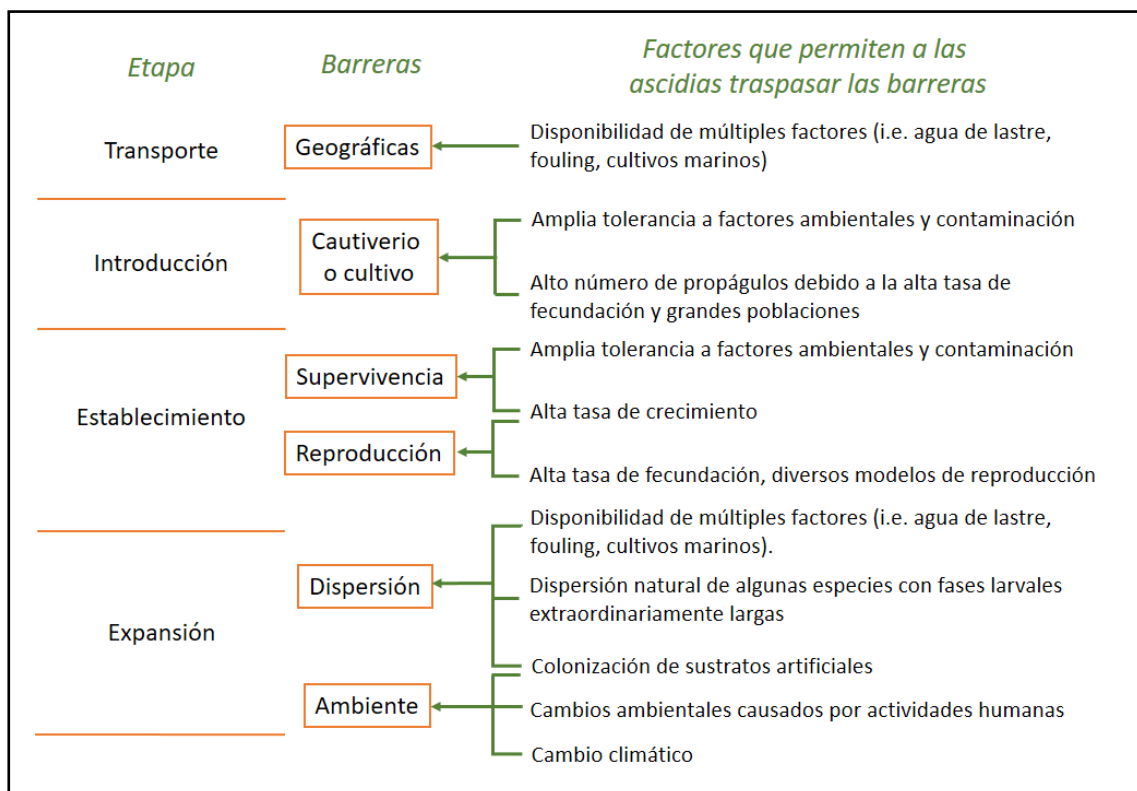 Etapa
Barreras
Factores que permiten a las
ascidias traspasar las barreras
Transporte
Geográficas
Disponibilidad de múltiples factores (i.e. agua de lastre,
fouling, cultivos marinos)
Introducción
Cautiverio
o cultivo
Amplia tolerancia a factores ambientales y contaminación
Alto número de propágulos debido a la alta tasa de
fecundación y grandes poblaciones
Establecimiento
Supervivencia
Amplia tolerancia a factores ambientales y contaminación
Alta tasa de crecimiento
Reproducción
Alta tasa de fecundación, diversos modelos de reproducción
Expansión
Dispersión
Disponibilidad de múltiples factores (i.e. agua de lastre,
fouling, cultivos marinos).
Dispersión natural de algunas especies con fases larvales
extraordinariamente largas
Colonización de sustratos artificiales
Ambiente
Cambios ambientales causados por actividades humanas
Cambio climático